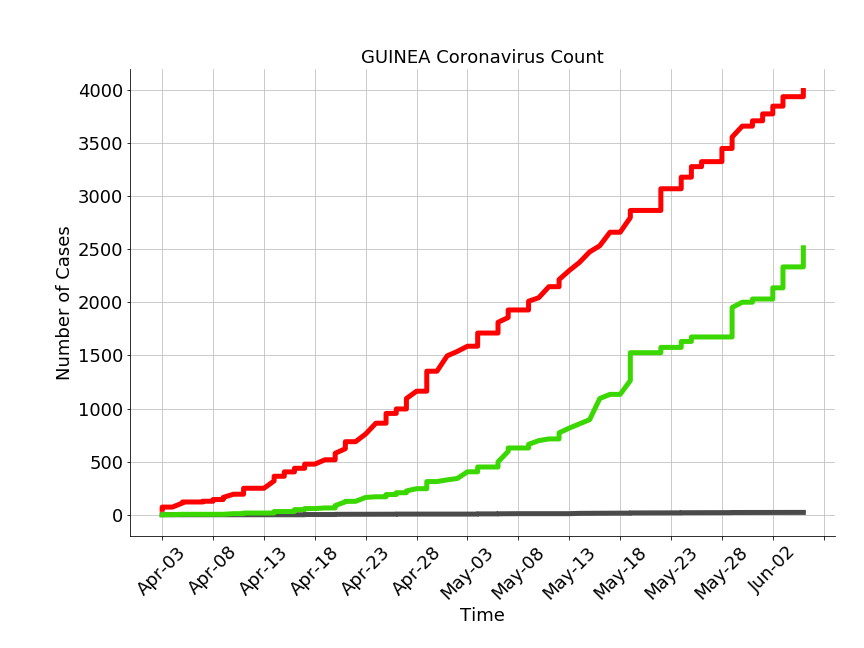 GUINEA Coronavirus Count
4000
3500
3000
2500
2000
1500
1000
500
0
Number of Cases
Apr-03
Apr-08
Apr-13
Apr-18
Apr-23
Apr-28
May-03
May-08
May-13
May-18
May-23
May-28
Jun-02
Time